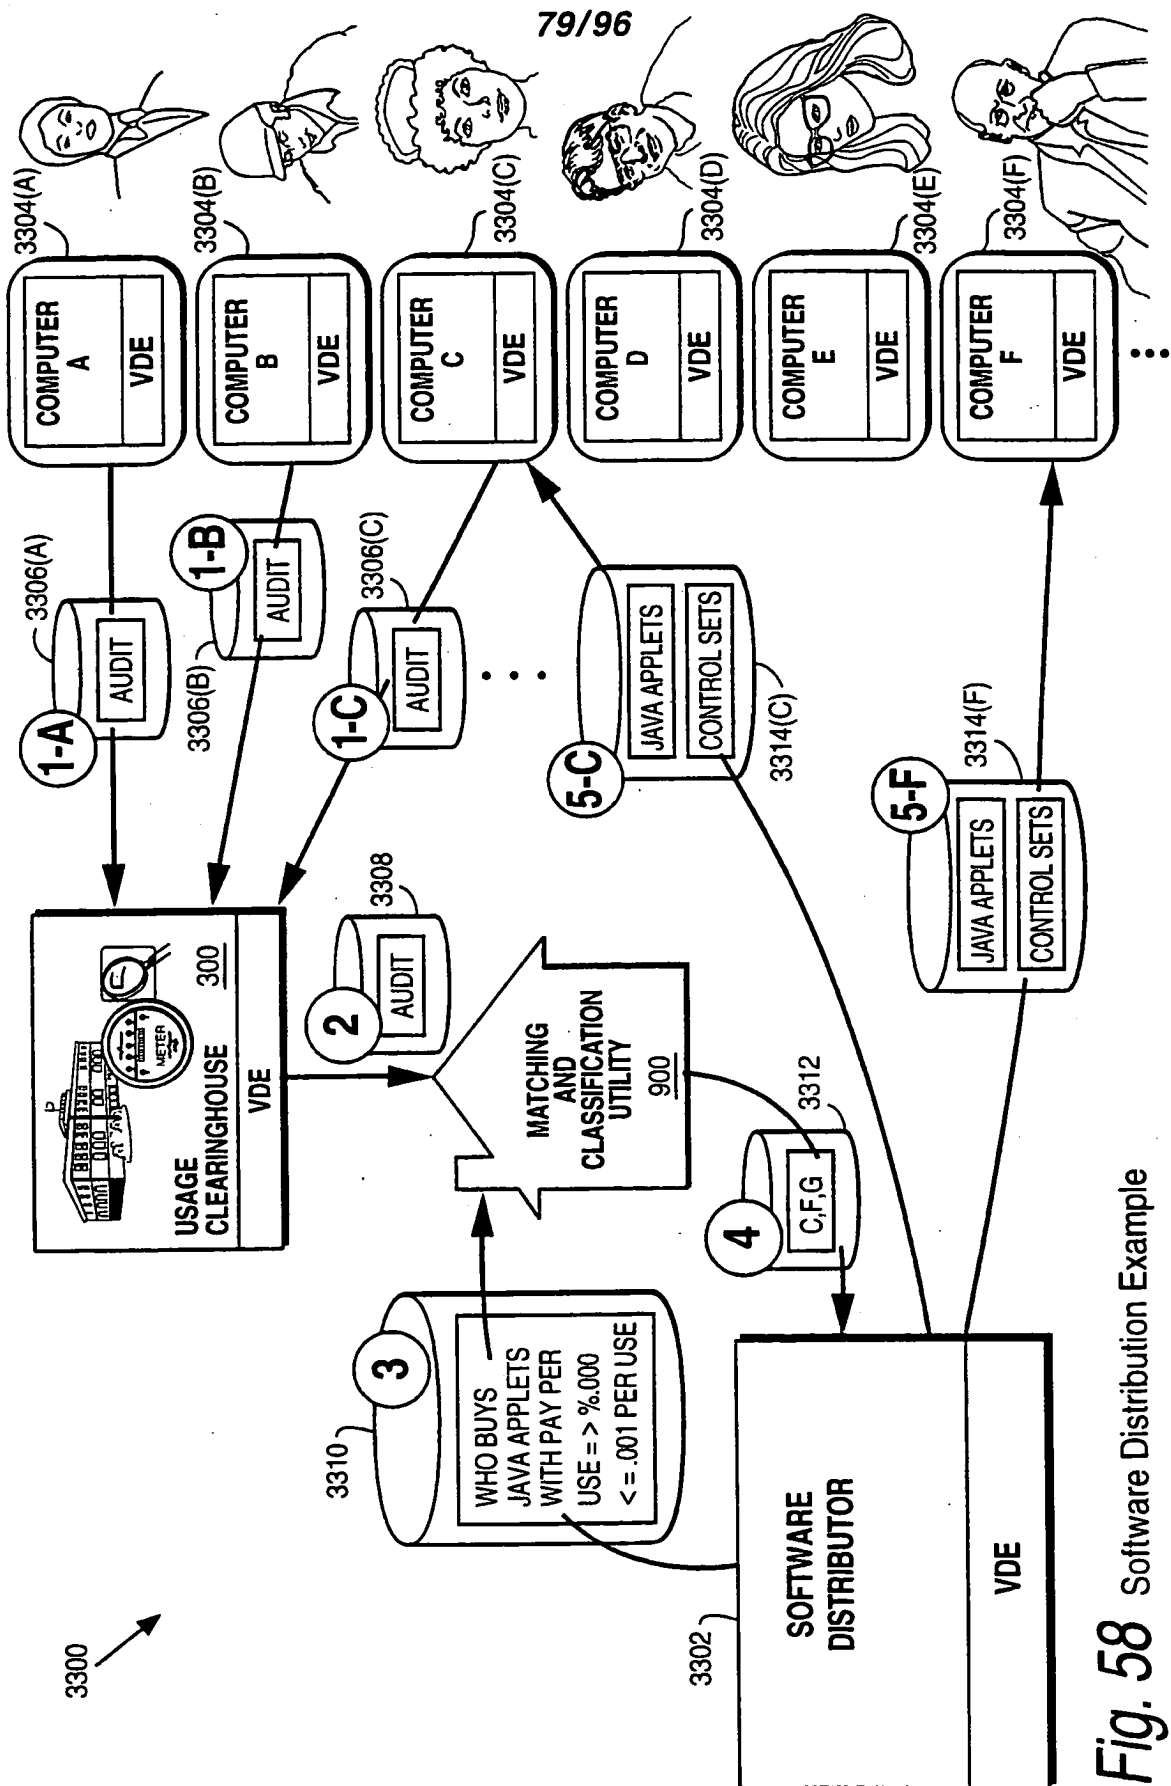 79/96
3300
3304(A)
COMPUTER
A
VDE
3304(B)
COMPUTER
B
VDE
3304(C)
COMPUTER
C
VDE
3304(D)
COMPUTER
D
VDE
3304(E)
COMPUTER
E
VDE
3304(F)
COMPUTER
F
VDE
3306(A)
1-A
AUDIT
3306(B)
1-B
AUDIT
3306(C)
1-C
AUDIT
METER
USAGE
CLEARINGHOUSE
300
VDE
3308
2
AUDIT
MATCHING
AND
CLASSIFICATION
UTILITY
900
3310
3
WHO BUYS
JAVA APPLETS
WITH PAY PER
USE = > %.000
< = .001 PER USE
3312
4
C,F,G
5-C
JAVA APPLETS
CONTROL SETS
3314(C)
5-F
JAVA APPLETS
CONTROL SETS
3314(F)
3302
SOFTWARE
DISTRIBUTOR
VDE
Fig. 58 Software Distribution Example